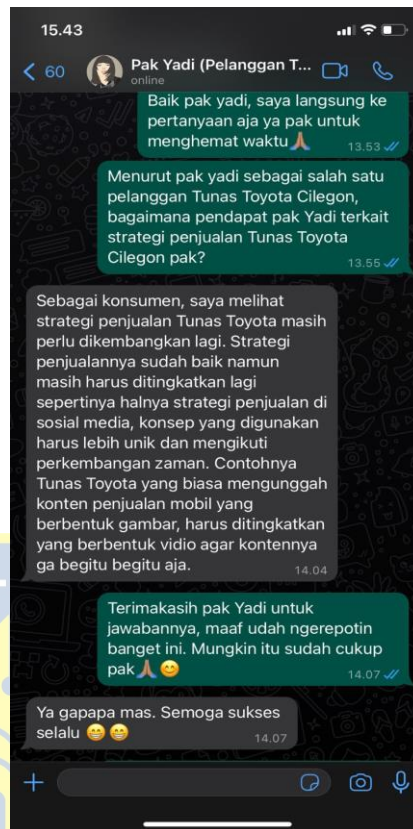 15.43
60
Pak Yadi (Pelanggan T...
online
Baik pak yadi, saya langsung ke
pertanyaan aja ya pak untuk
menghemat waktu🙏🏽
13.53
Menurut pak yadi sebagai salah satu
pelanggan Tunas Toyota Cilegon,
bagaimana pendapat pak Yadi terkait
strategi penjualan Tunas Toyota
Cilegon pak?
13.55
Sebagai konsumen, saya melihat
strategi penjualan Tunas Toyota masih
perlu dikembangkan lagi. Strategi
penjualannya sudah baik namun
masih harus ditingkatkan lagi
sepertinya halnya strategi penjualan di
sosial media, konsep yang digunakan
harus lebih unik dan mengikuti
perkembangan zaman. Contohnya
Tunas Toyota yang biasa mengunggah
konten penjualan mobil yang
berbentuk gambar, harus ditingkatkan
yang berbentuk vidio agar kontennya
ga begitu begitu aja.
14.04
Terimakasih pak Yadi untuk
jawabannya, maaf udah ngerepotin
banget ini. Mungkin itu sudah cukup
pak🙏🏽😊
14.07
Ya gapapa mas. Semoga sukses
selalu 😁😁
14.07